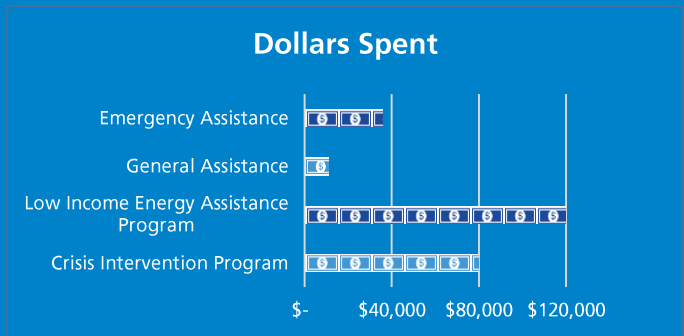 Dollars Spent
Emergency Assistance
General Assistance
Low Income Energy Assistance
Program
Crisis Intervention Program
$- $40,000 $80,000 $120,000